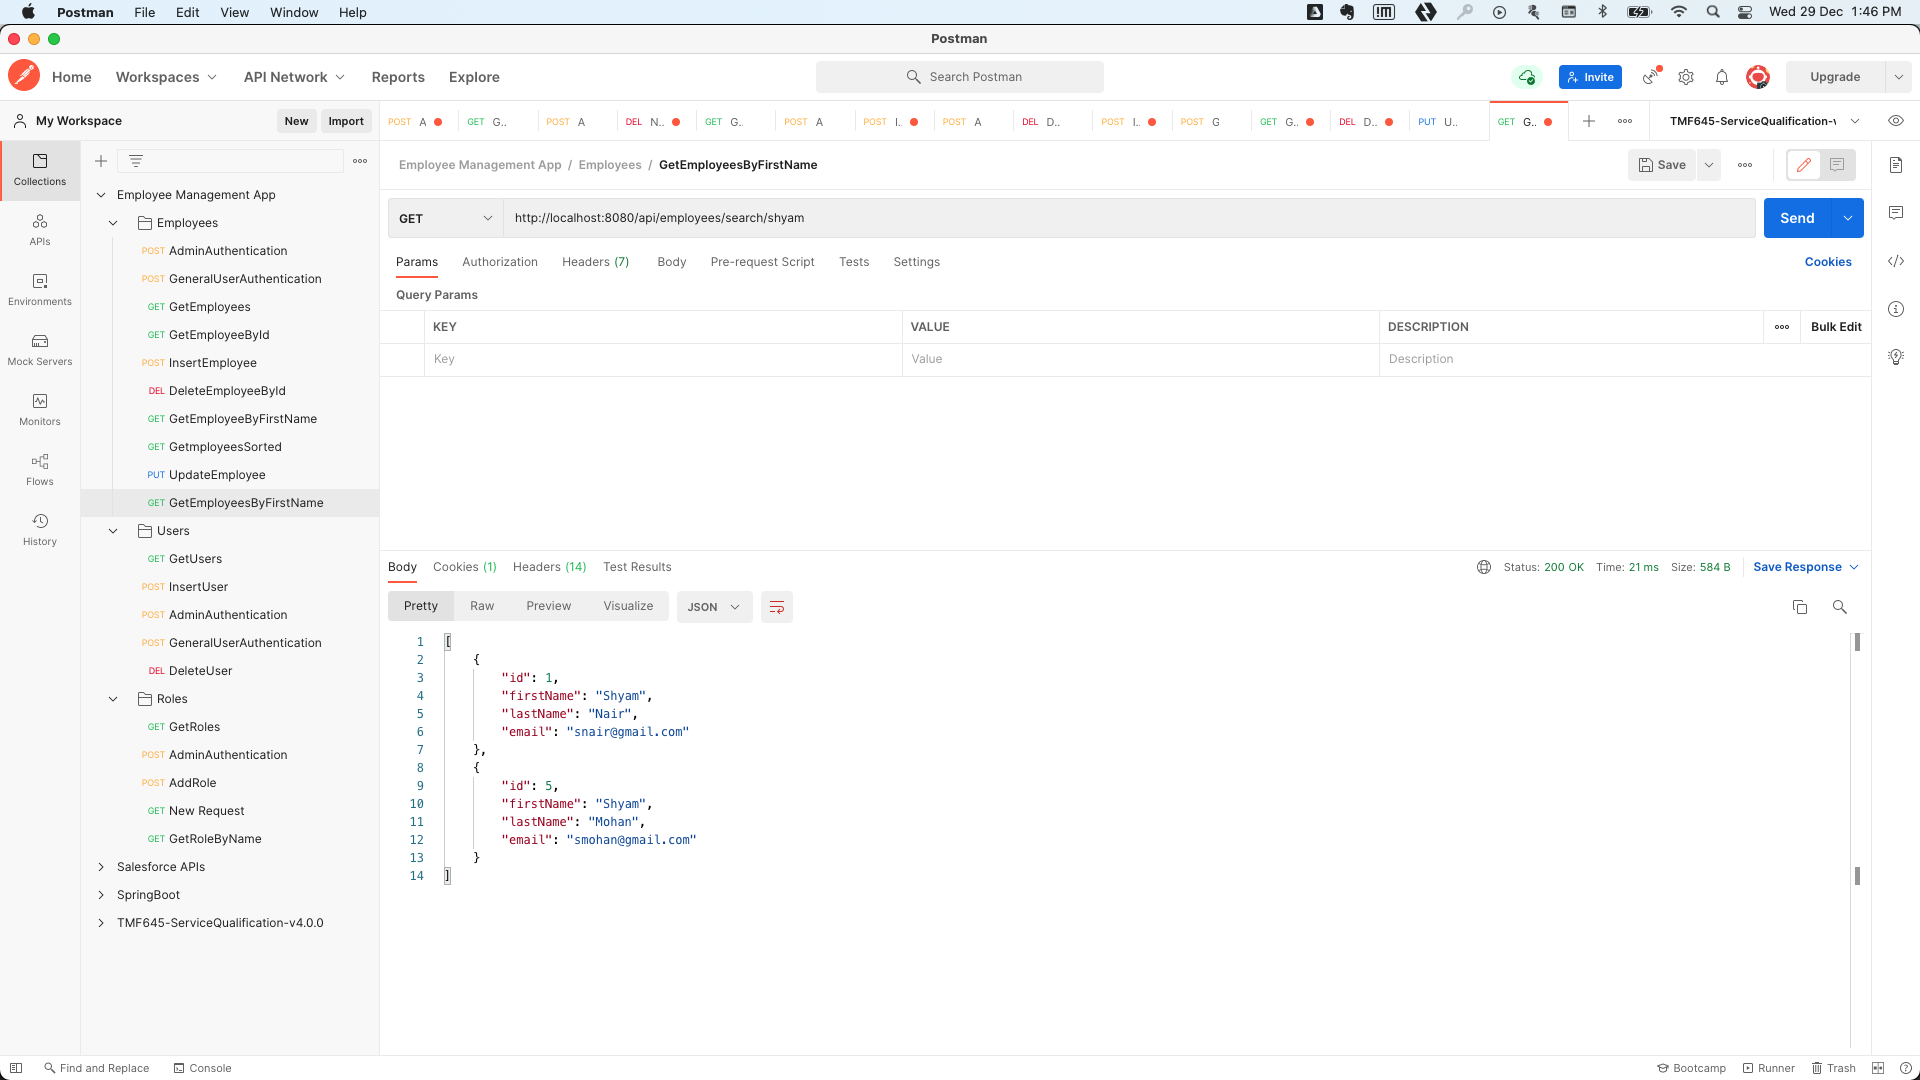 Postman File Edit View Window Help Wed 29 Dec 1:46 PM
Postman
Home Workspaces API Network Reports Explore Search Postman Invite Upgrade
My Workspace New Import
POST A GET G.. POST A DEL N.. GET G.. POST A POST I.. POST A DEL D.. POST I.. POST G GET G.. DEL D.. PUT U.. GET G.. TMF645-ServiceQualification-v
Collections
APIs
Environments
Mock Servers
Monitors
Flows
History
Employee Management App
Employees
POST AdminAuthentication
POST GeneralUserAuthentication
GET GetEmployees
GET GetEmployeeById
POST InsertEmployee
DEL DeleteEmployeeById
GET GetEmployeeByFirstName
GET GetmployeesSorted
PUT UpdateEmployee
GET GetEmployeesByFirstName
Users
GET GetUsers
POST InsertUser
POST AdminAuthentication
POST GeneralUserAuthentication
DEL DeleteUser
Roles
GET GetRoles
POST AdminAuthentication
POST AddRole
GET New Request
GET GetRoleByName
Salesforce APIs
SpringBoot
TMF645-ServiceQualification-v4.0.0
Employee Management App / Employees / GetEmployeesByFirstName Save
GET http://localhost:8080/api/employees/search/shyam Send
Params Authorization Headers (7) Body Pre-request Script Tests Settings Cookies
Query Params
KEY VALUE DESCRIPTION Bulk Edit
Key Value Description
Body Cookies (1) Headers (14) Test Results Status: 200 OK Time: 21 ms Size: 584 B Save Response
Pretty Raw Preview Visualize JSON
1 [
2 {
3 "id": 1,
4 "firstName": "Shyam",
5 "lastName": "Nair",
6 "email": "snair@gmail.com"
7 },
8 {
9 "id": 5,
10 "firstName": "Shyam",
11 "lastName": "Mohan",
12 "email": "smohan@gmail.com"
13 }
14 ]
Find and Replace Console Bootcamp Runner Trash